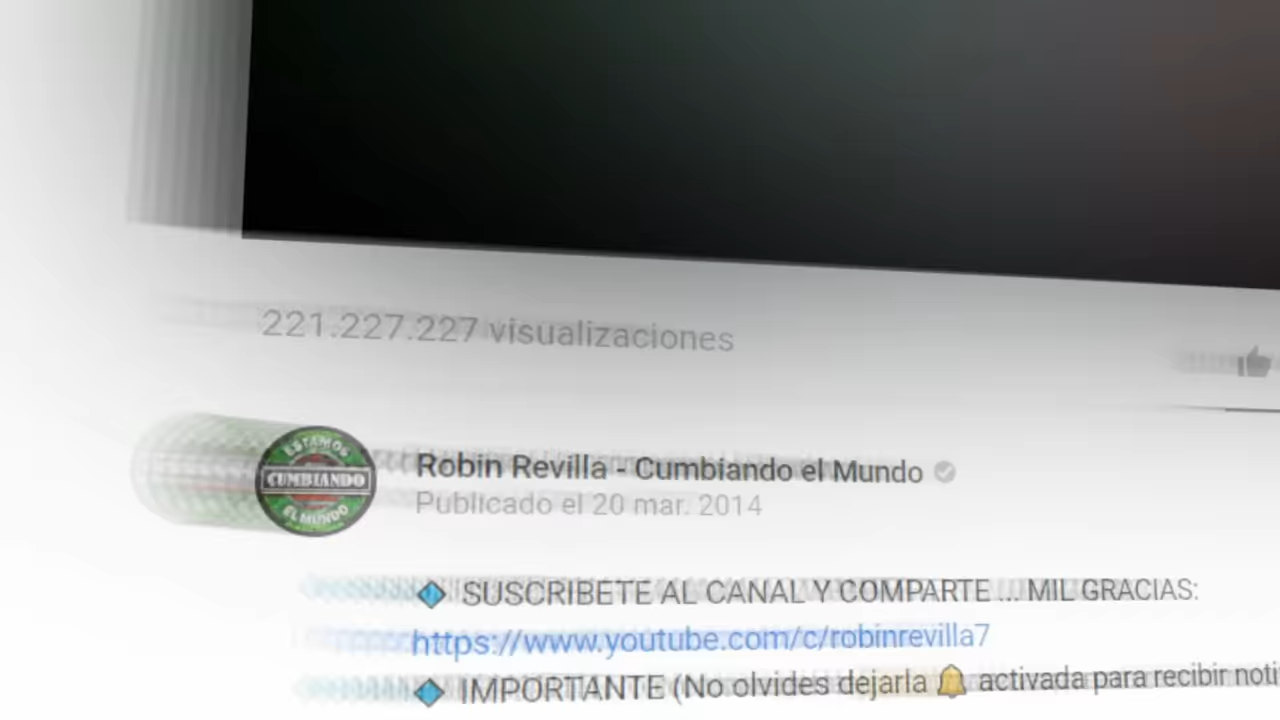 221.227.227 visualizaciones
ESTAMOS
CUMBIANDO
EL MUNDO
Robin Revilla - Cumbiando el Mundo
Publicado el 20 mar. 2014
SUSCRIBETE AL CANAL Y COMPARTE ... MIL GRACIAS:
https://www.youtube.com/c/robinrevilla7
IMPORTANTE (No olvides dejarla 🔔 activada para recibir noti